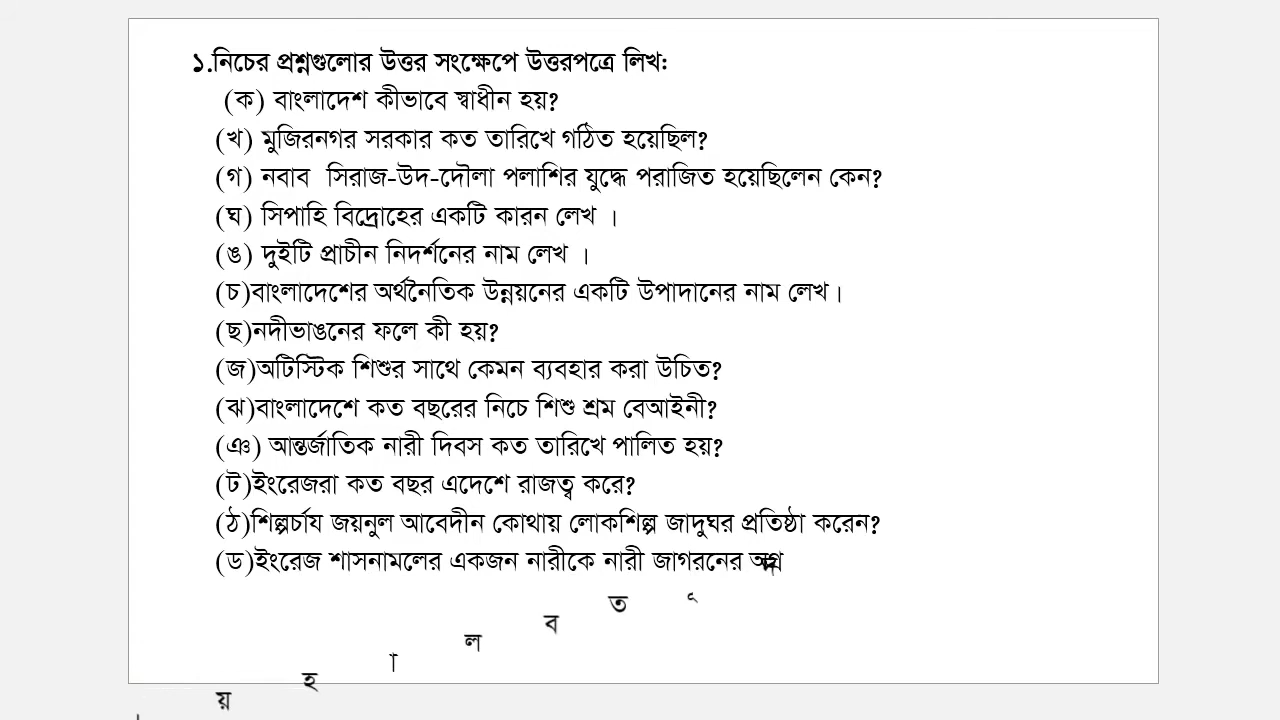 ১.নিচের প্রশ্নগুলোর উত্তর সংক্ষেপে উত্তরপত্রে লিখ:
(ক) বাংলাদেশ কীভাবে স্বাধীন হয়?
(খ) মুজিরনগর সরকার কত তারিখে গঠিত হয়েছিল?
(গ) নবাব সিরাজ-উদ-দৌলা পলাশির যুদ্ধে পরাজিত হয়েছিলেন কেন?
(ঘ) সিপাহি বিদ্রোহের একটি কারন লেখ ।
(ঙ) দুইটি প্রাচীন নিদর্শনের নাম লেখ ।
(চ)বাংলাদেশের অর্থনৈতিক উন্নয়নের একটি উপাদানের নাম লেখ।
(ছ)নদীভাঙনের ফলে কী হয়?
(জ)অটিস্টিক শিশুর সাথে কেমন ব্যবহার করা উচিত?
(ঝ)বাংলাদেশে কত বছরের নিচে শিশু শ্রম বেআইনী?
(ঞ) আন্তর্জাতিক নারী দিবস কত তারিখে পালিত হয়?
(ট)ইংরেজরা কত বছর এদেশে রাজত্ব করে?
(ঠ)শিল্পর্চায জয়নুল আবেদীন কোথায় লোকশিল্প জাদুঘর প্রতিষ্ঠা করেন?
(ড)ইংরেজ শাসনামলের একজন নারীকে নারী জাগরনের
ত
ব
ল
হ
য়